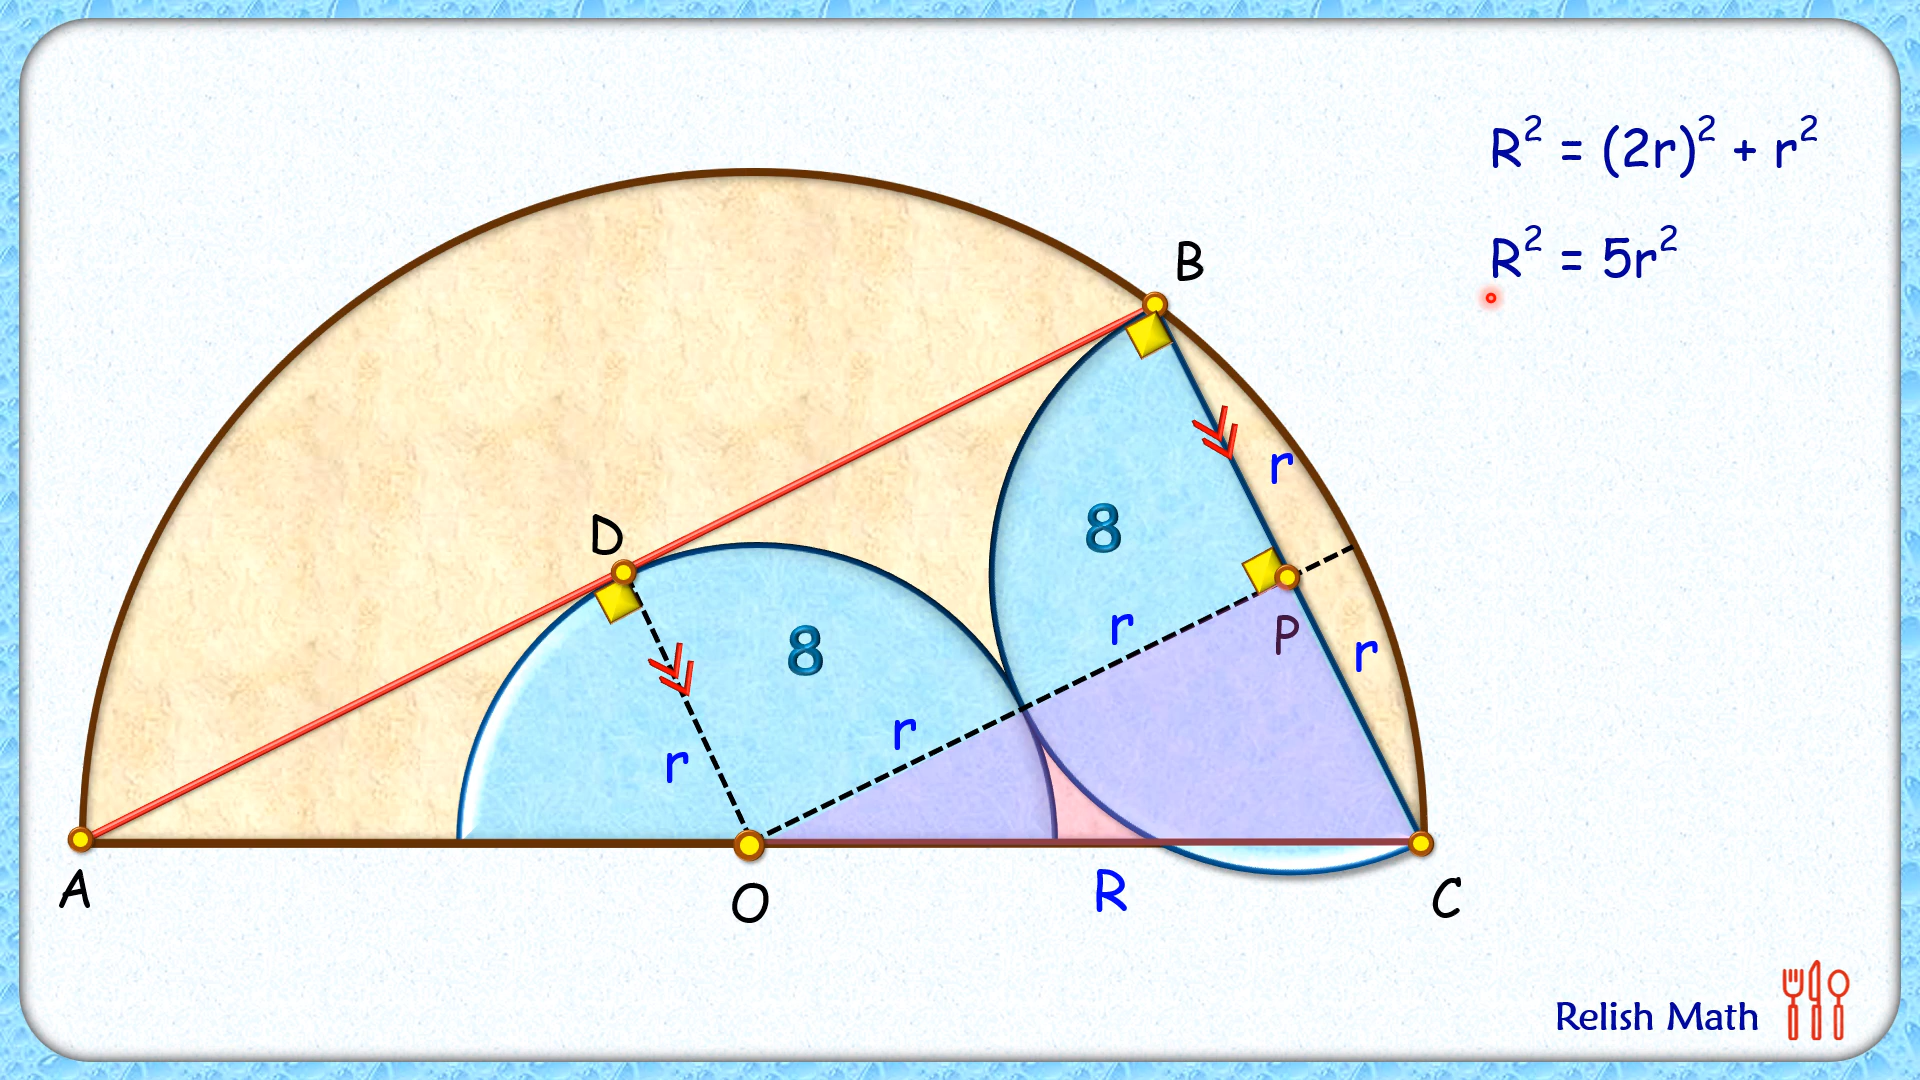 R² = (2r)² + r²
R² = 5r²
B
r
D
8
8
r
P
r
r
r
A
O
R
C
Relish Math